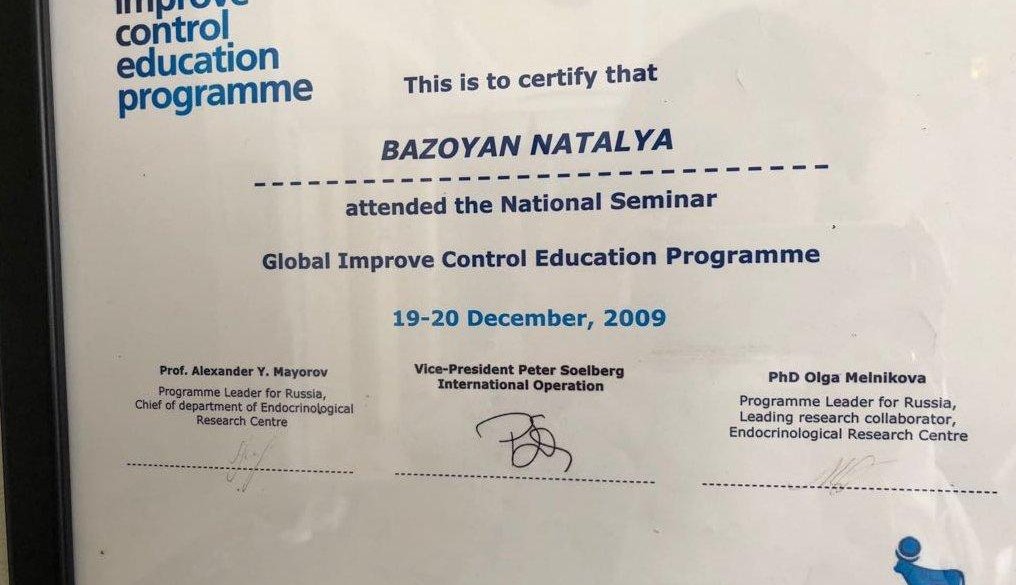 improve
control
education
programme
This is to certify that
BAZOYAN NATALYA
attended the National Seminar
Global Improve Control Education Programme
19-20 December, 2009
Prof. Alexander Y. Mayorov
Programme Leader for Russia,
Chief of department of Endocrinological
Research Centre
Vice-President Peter Soelberg
International Operation
PhD Olga Melnikova
Programme Leader for Russia,
Leading research collaborator,
Endocrinological Research Centre